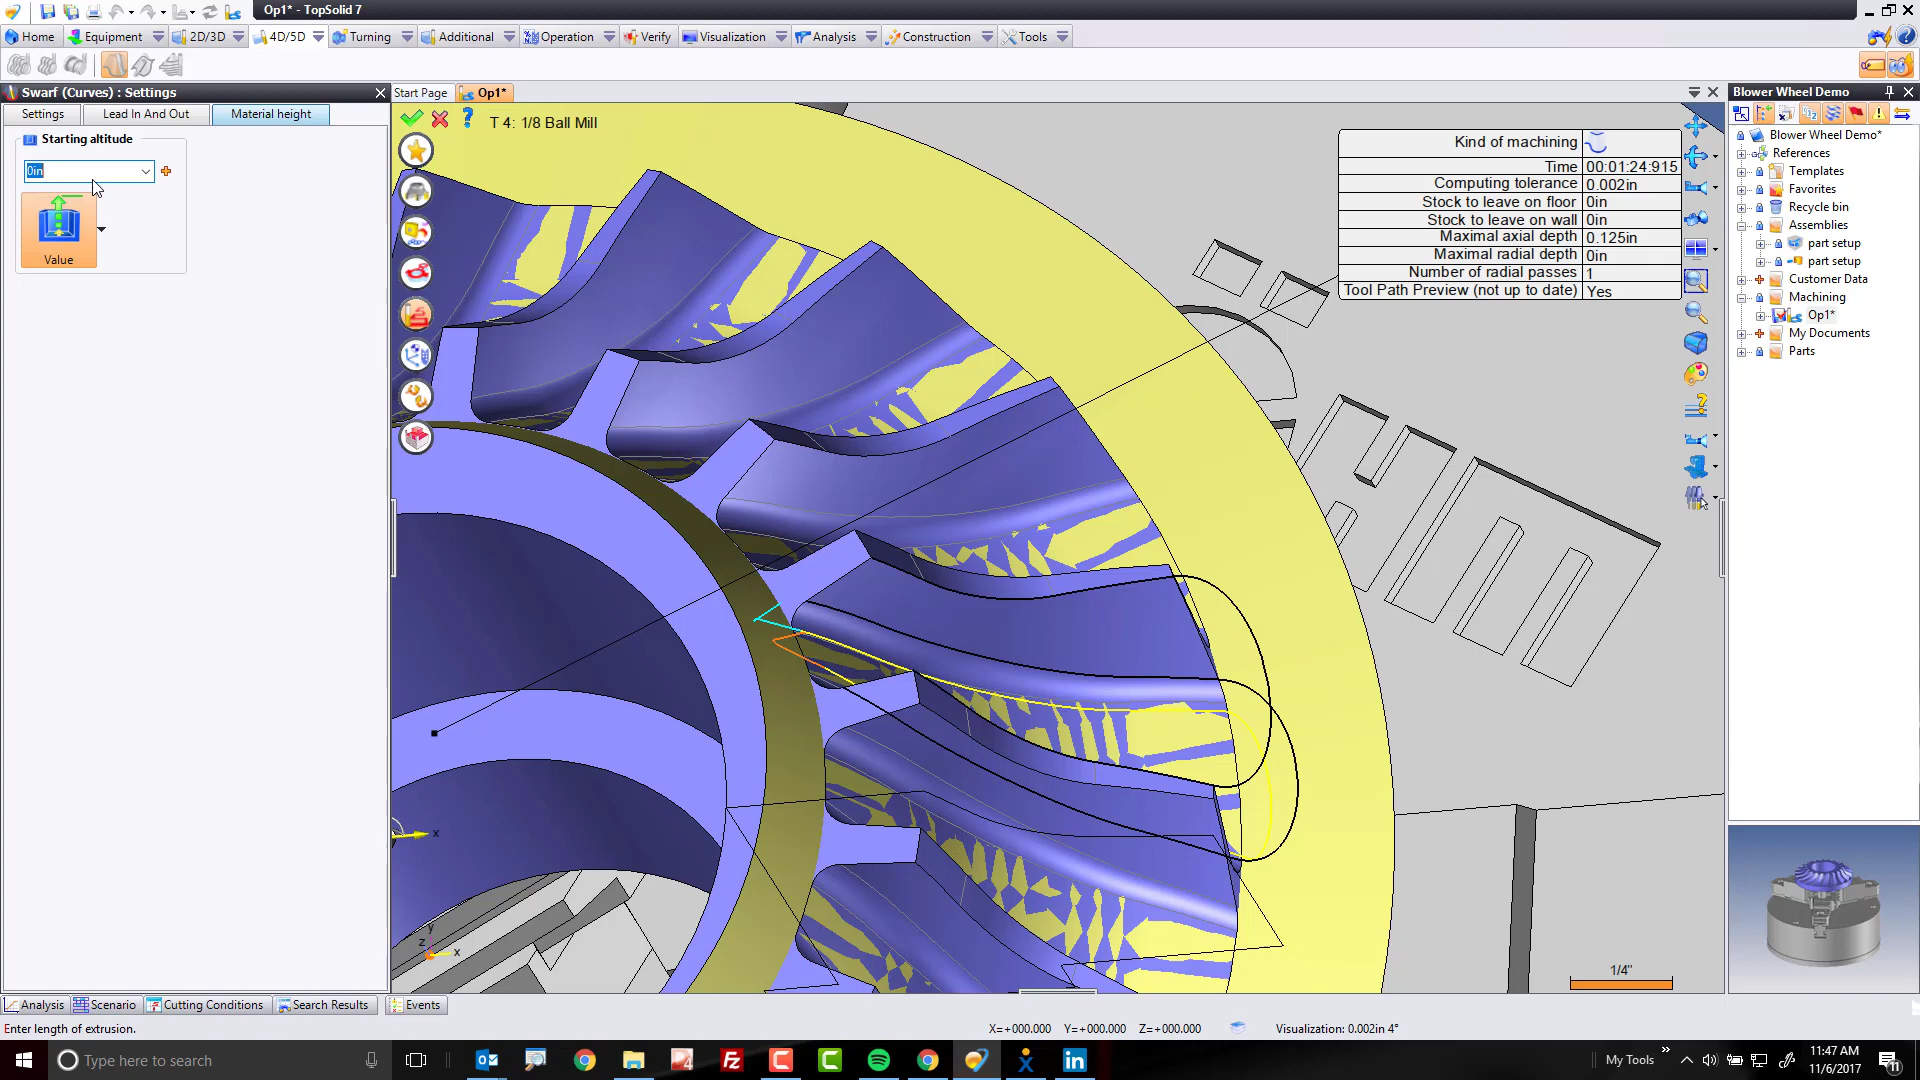 Op1* - TopSolid 7
Home
Equipment
2D/3D
4D/5D
Turning
Additional
Operation
Verify
Visualization
Analysis
Construction
Tools
Swarf (Curves) : Settings
Settings
Lead In And Out
Material height
Starting altitude
0in
Value
Start Page
Op1*
T 4: 1/8 Ball Mill
Kind of machining
Time 00:01:24:915
Computing tolerance 0.002in
Stock to leave on floor 0in
Stock to leave on wall 0in
Maximal axial depth 0.125in
Maximal radial depth 0in
Number of radial passes 1
Tool Path Preview (not up to date) Yes
x
y
z
x
1/4"
Blower Wheel Demo
Blower Wheel Demo*
References
Templates
Favorites
Recycle bin
Assemblies
part setup
part setup
Customer Data
Machining
Op1*
My Documents
Parts
Analysis
Scenario
Cutting Conditions
Search Results
Events
Enter length of extrusion.
X=+000.000 Y=+000.000 Z=+000.000
Visualization: 0.002in 4°
Type here to search
My Tools
11:47 AM
11/6/2017
11